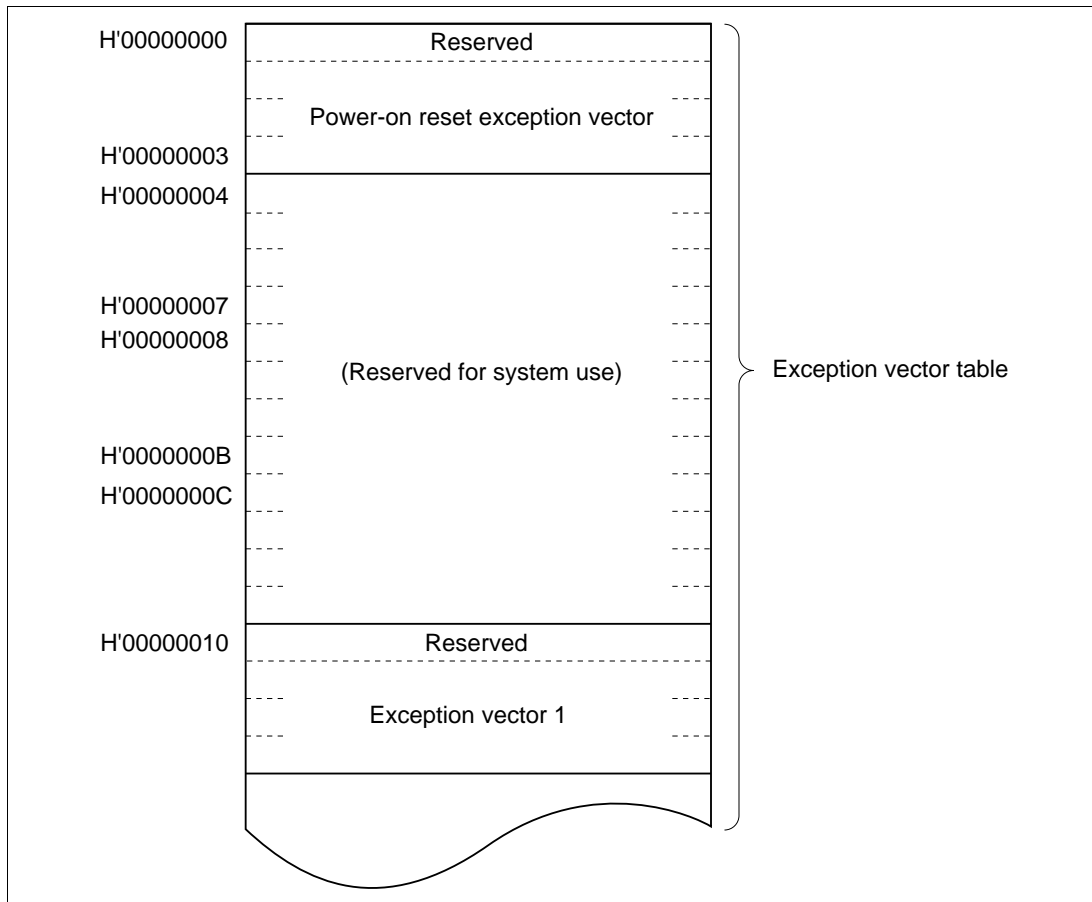 H'00000000
Reserved
Power-on reset exception vector
H'00000003
H'00000004
H'00000007
H'00000008
(Reserved for system use)
Exception vector table
H'0000000B
H'0000000C
H'00000010
Reserved
Exception vector 1